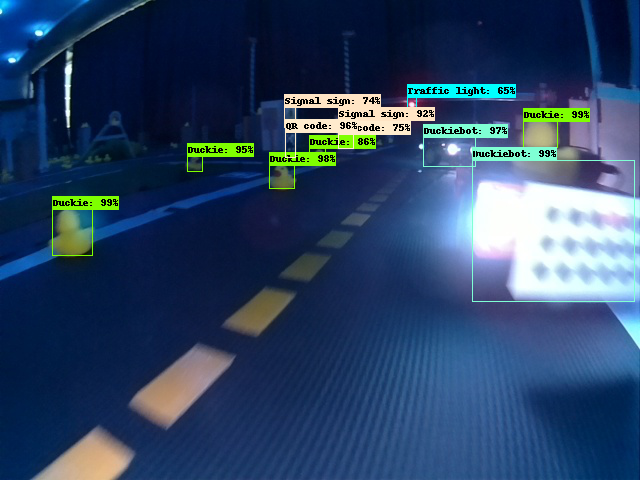 Traffic light: 65%
Signal sign: 74%
Signal sign: 92%
Duckie: 99%
QR code: 96%
code: 75%
Duckiebot: 97%
Duckie: 86%
Duckie: 95%
Duckie: 98%
Duckiebot: 99%
Duckie: 99%